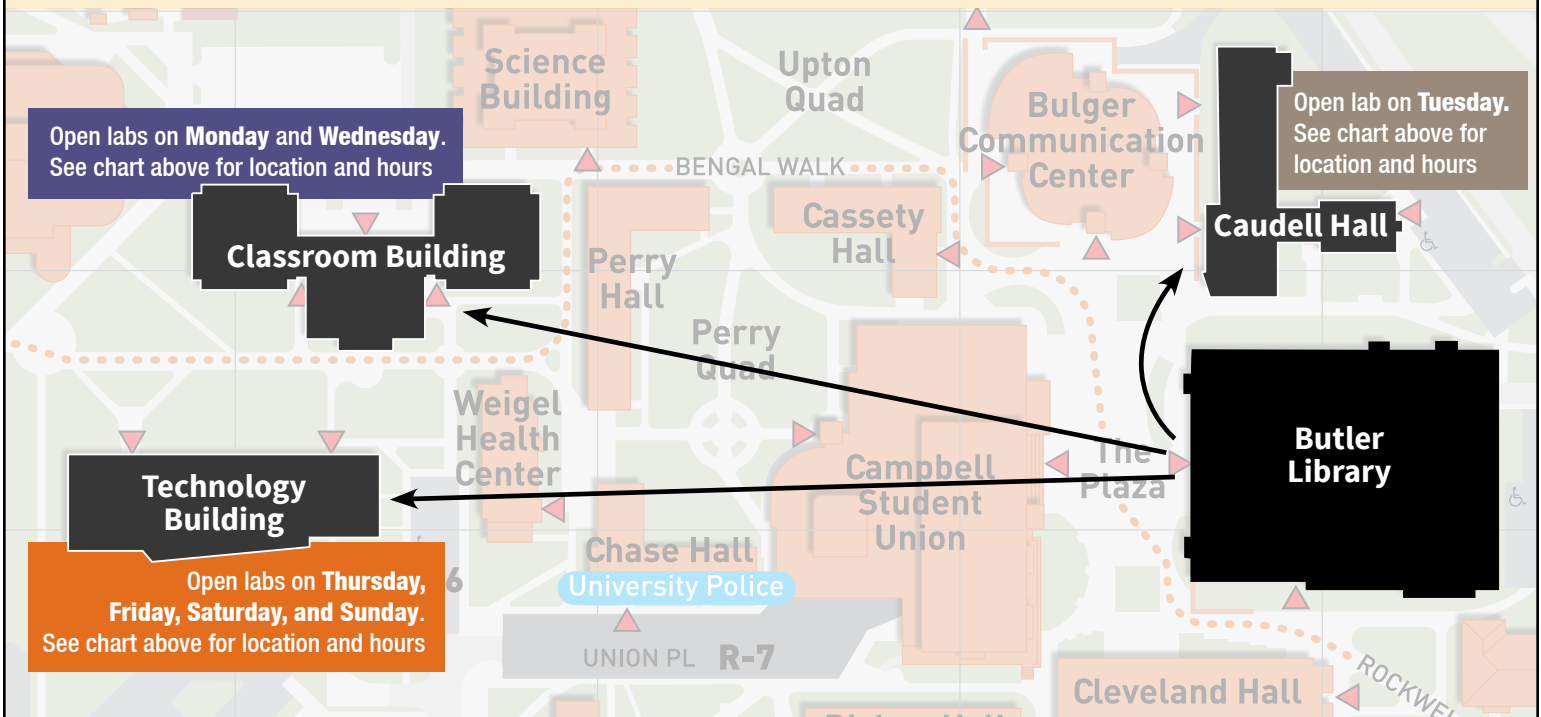 Science
Building
Upton
Quad
Bulger
Communication
Center
Open lab on Tuesday.
See chart above for
location and hours
Open labs on Monday and Wednesday.
See chart above for location and hours
BENGAL WALK
Classroom Building
Perry
Hall
Cassety
Hall
Caudell Hall
Perry
Quad
Weigel
Health
Center
Campbell
Student
Union
The
Plaza
Butler
Library
Technology
Building
Chase Hall
University Police
6
Open labs on Thursday,
Friday, Saturday, and Sunday.
See chart above for location and hours
UNION PL R-7
Cleveland Hall